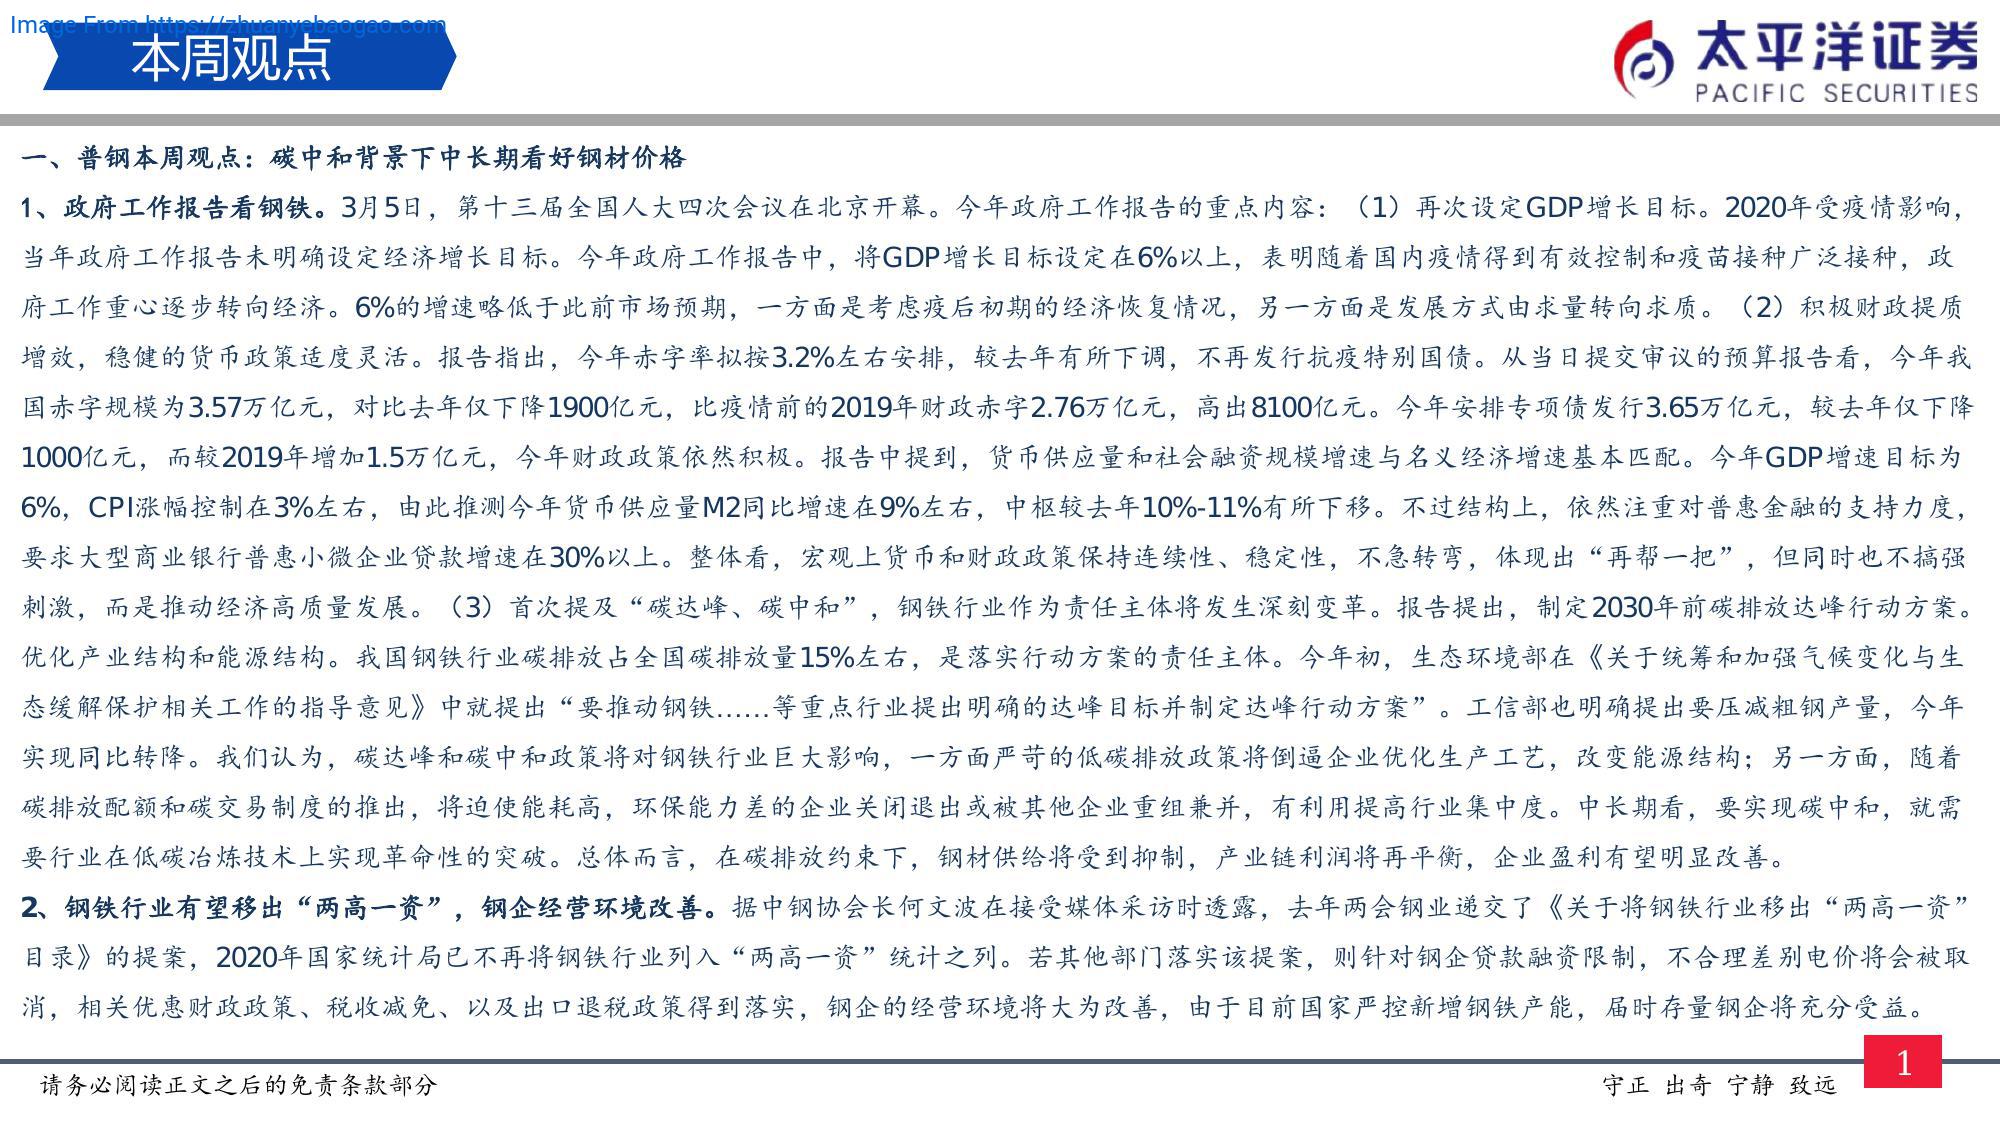 Image From https://zhuanyebaogao.com
本周观点
太平洋证券
PACIFIC SECURITIES
一、普钢本周观点：碳中和背景下中长期看好钢材价格
1、政府工作报告看钢铁。3月5日，第十三届全国人大四次会议在北京开幕。今年政府工作报告的重点内容：（1）再次设定GDP增长目标。2020年受疫情影响，
当年政府工作报告未明确设定经济增长目标。今年政府工作报告中，将GDP增长目标设定在6%以上，表明随着国内疫情得到有效控制和疫苗接种广泛接种，政
府工作重心逐步转向经济。6%的增速略低于此前市场预期，一方面是考虑疫后初期的经济恢复情况，另一方面是发展方式由求量转向求质。（2）积极财政提质
增效，稳健的货币政策适度灵活。报告指出，今年赤字率拟按3.2%左右安排，较去年有所下调，不再发行抗疫特别国债。从当日提交审议的预算报告看，今年我
国赤字规模为3.57万亿元，对比去年仅下降1900亿元，比疫情前的2019年财政赤字2.76万亿元，高出8100亿元。今年安排专项债发行3.65万亿元，较去年仅下降
1000亿元，而较2019年增加1.5万亿元，今年财政政策依然积极。报告中提到，货币供应量和社会融资规模增速与名义经济增速基本匹配。今年GDP增速目标为
6%，CPI涨幅控制在3%左右，由此推测今年货币供应量M2同比增速在9%左右，中枢较去年10%-11%有所下移。不过结构上，依然注重对普惠金融的支持力度，
要求大型商业银行普惠小微企业贷款增速在30%以上。整体看，宏观上货币和财政政策保持连续性、稳定性，不急转弯，体现出“再帮一把”，但同时也不搞强
刺激，而是推动经济高质量发展。（3）首次提及“碳达峰、碳中和”，钢铁行业作为责任主体将发生深刻变革。报告提出，制定2030年前碳排放达峰行动方案。
优化产业结构和能源结构。我国钢铁行业碳排放占全国碳排放量15%左右，是落实行动方案的责任主体。今年初，生态环境部在《关于统筹和加强气候变化与生
态缓解保护相关工作的指导意见》中就提出“要推动钢铁……等重点行业提出明确的达峰目标并制定达峰行动方案”。工信部也明确提出要压减粗钢产量，今年
实现同比转降。我们认为，碳达峰和碳中和政策将对钢铁行业巨大影响，一方面严苛的低碳排放政策将倒逼企业优化生产工艺，改变能源结构；另一方面，随着
碳排放配额和碳交易制度的推出，将迫使能耗高，环保能力差的企业关闭退出或被其他企业重组兼并，有利用提高行业集中度。中长期看，要实现碳中和，就需
要行业在低碳冶炼技术上实现革命性的突破。总体而言，在碳排放约束下，钢材供给将受到抑制，产业链利润将再平衡，企业盈利有望明显改善。
2、钢铁行业有望移出“两高一资”，钢企经营环境改善。据中钢协会长何文波在接受媒体采访时透露，去年两会钢业递交了《关于将钢铁行业移出“两高一资”
目录》的提案，2020年国家统计局已不再将钢铁行业列入“两高一资”统计之列。若其他部门落实该提案，则针对钢企贷款融资限制，不合理差别电价将会被取
消，相关优惠财政政策、税收减免、以及出口退税政策得到落实，钢企的经营环境将大为改善，由于目前国家严控新增钢铁产能，届时存量钢企将充分受益。
请务必阅读正文之后的免责条款部分
守正 出奇 宁静 致远
1